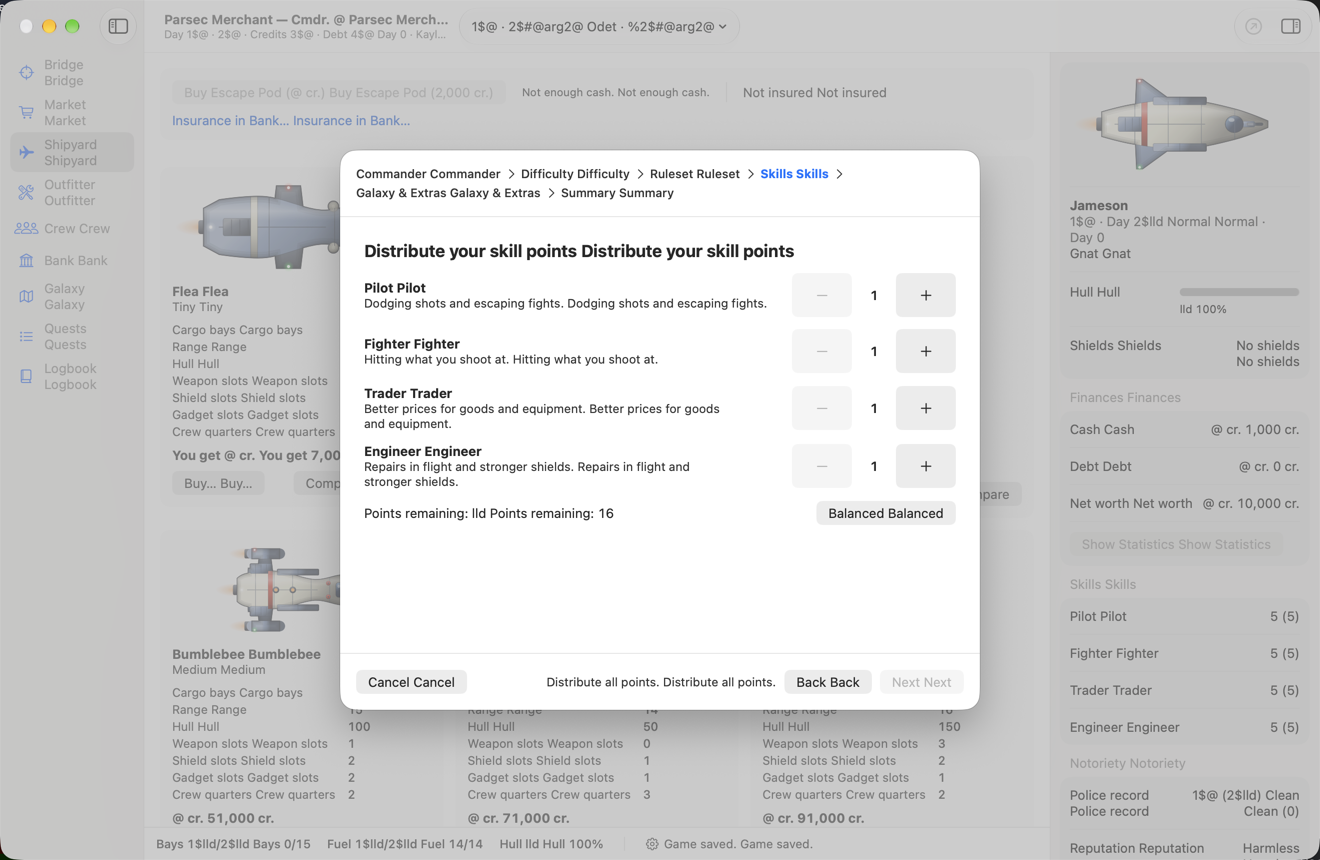 Parsec Merchant — Cmdr. @ Parsec Merch...
Day 1$@ · 2$@ · Credits 3$@ · Debt 4$@ Day 0 · Kayl...
1$@ · 2$#@arg2@ Odet · %2$#@arg2@
Bridge
Bridge
Market
Market
Shipyard
Shipyard
Outfitter
Outfitter
Crew Crew
Bank Bank
Galaxy
Galaxy
Quests
Quests
Logbook
Logbook
Buy Escape Pod (@ cr.) Buy Escape Pod (2,000 cr.)
Not enough cash. Not enough cash.
Not insured Not insured
Insurance in Bank... Insurance in Bank...
Flea Flea
Tiny Tiny
Cargo bays Cargo bays
Range Range
Hull Hull
Weapon slots Weapon slots
Shield slots Shield slots
Gadget slots Gadget slots
Crew quarters Crew quarters
You get @ cr. You get 7,00
Buy... Buy...
Comp
pare
Bumblebee Bumblebee
Medium Medium
Cargo bays Cargo bays
Range Range 15
Hull Hull 100
Weapon slots Weapon slots 1
Shield slots Shield slots 2
Gadget slots Gadget slots 2
Crew quarters Crew quarters 2
@ cr. 51,000 cr.
Range Range 14
Hull Hull 50
Weapon slots Weapon slots 0
Shield slots Shield slots 1
Gadget slots Gadget slots 1
Crew quarters Crew quarters 3
@ cr. 71,000 cr.
Range Range 16
Hull Hull 150
Weapon slots Weapon slots 3
Shield slots Shield slots 2
Gadget slots Gadget slots 1
Crew quarters Crew quarters 2
@ cr. 91,000 cr.
Commander Commander > Difficulty Difficulty > Ruleset Ruleset > Skills Skills >
Galaxy & Extras Galaxy & Extras > Summary Summary
Distribute your skill points Distribute your skill points
Pilot Pilot
Dodging shots and escaping fights. Dodging shots and escaping fights.
− 1 +
Fighter Fighter
Hitting what you shoot at. Hitting what you shoot at.
− 1 +
Trader Trader
Better prices for goods and equipment. Better prices for goods
and equipment.
− 1 +
Engineer Engineer
Repairs in flight and stronger shields. Repairs in flight and
stronger shields.
− 1 +
Points remaining: lld Points remaining: 16
Balanced Balanced
Cancel Cancel
Distribute all points. Distribute all points.
Back Back
Next Next
Jameson
1$@ · Day 2$lld Normal Normal ·
Day 0
Gnat Gnat
Hull Hull
lld 100%
Shields Shields
No shields
No shields
Finances Finances
Cash Cash @ cr. 1,000 cr.
Debt Debt @ cr. 0 cr.
Net worth Net worth @ cr. 10,000 cr.
Show Statistics Show Statistics
Skills Skills
Pilot Pilot 5 (5)
Fighter Fighter 5 (5)
Trader Trader 5 (5)
Engineer Engineer 5 (5)
Notoriety Notoriety
Police record 1$@ (2$lld) Clean
Police record Clean (0)
Reputation Reputation Harmless
Bays 1$lld/2$lld Bays 0/15
Fuel 1$lld/2$lld Fuel 14/14
Hull lld Hull 100%
Game saved. Game saved.